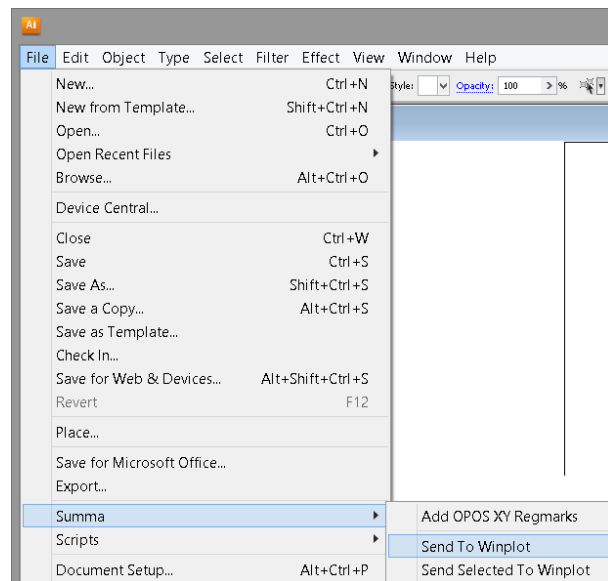 Ai
File Edit Object Type Select Filter Effect View Window Help
Style: Opacity: 100 > %
New... Ctrl+N
New from Template... Shift+Ctrl+N
Open... Ctrl+O
Open Recent Files
Browse... Alt+Ctrl+O
Device Central...
Close Ctrl+W
Save Ctrl+S
Save As... Shift+Ctrl+S
Save a Copy... Alt+Ctrl+S
Save as Template...
Check In...
Save for Web & Devices... Alt+Shift+Ctrl+S
Revert F12
Place...
Save for Microsoft Office...
Export...
Summa
Add OPOS XY Regmarks
Scripts
Send To Winplot
Document Setup... Alt+Ctrl+P
Send Selected To Winplot